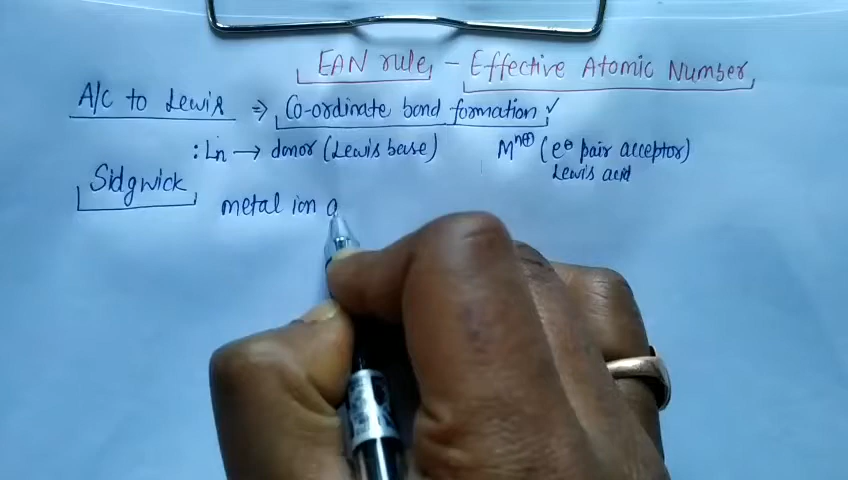 EAN rule - Effective Atomic Number
A/C to Lewis ⇒ Co-ordinate bond formation ✓
:Ln → donor (Lewis base) M^n⊕ (e⊖ pair acceptor)
Lewis acid
Sidgwick
metal ion a